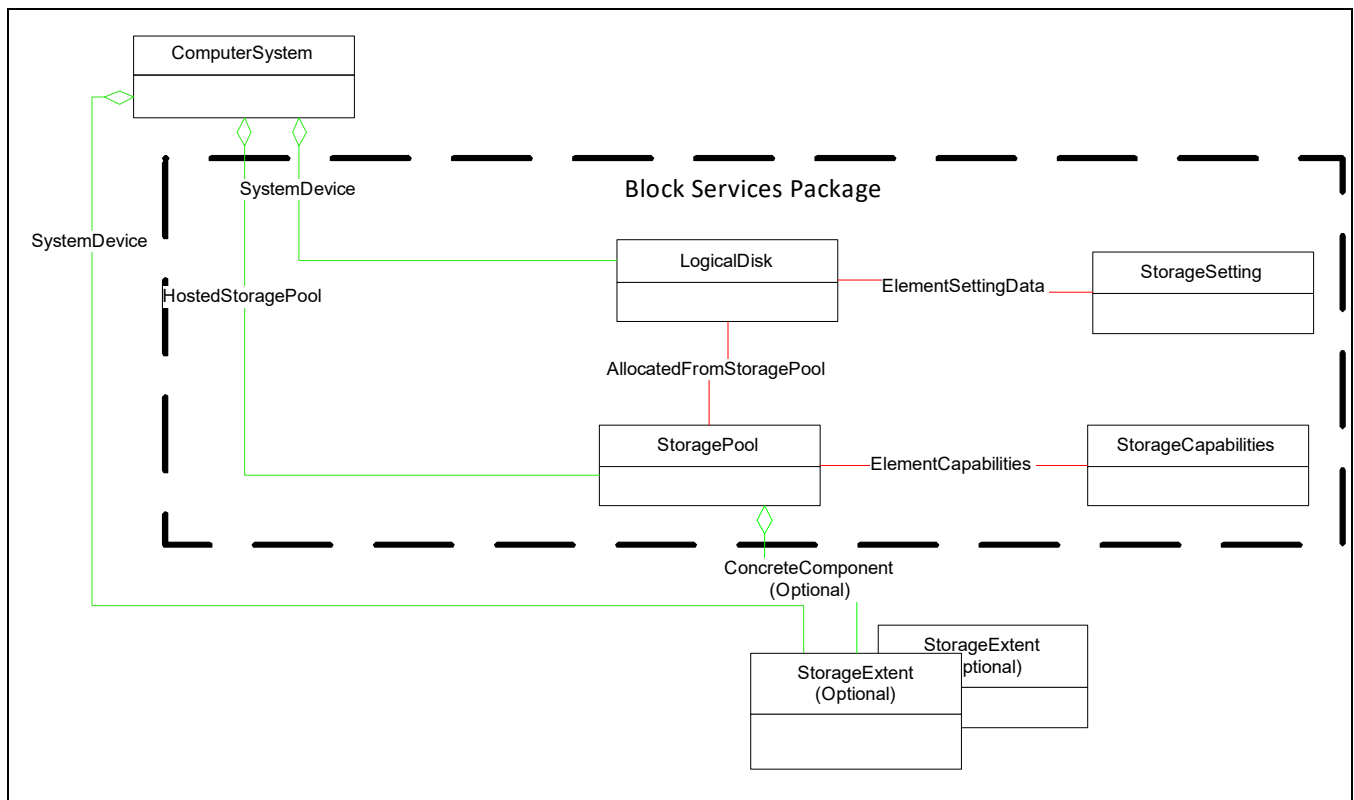 ComputerSystem
Block Services Package
SystemDevice
SystemDevice
LogicalDisk
StorageSetting
ElementSettingData
HostedStoragePool
AllocatedFromStoragePool
StoragePool
StorageCapabilities
ElementCapabilities
ConcreteComponent
(Optional)
StorageExtent
ptional)
StorageExtent
(Optional)